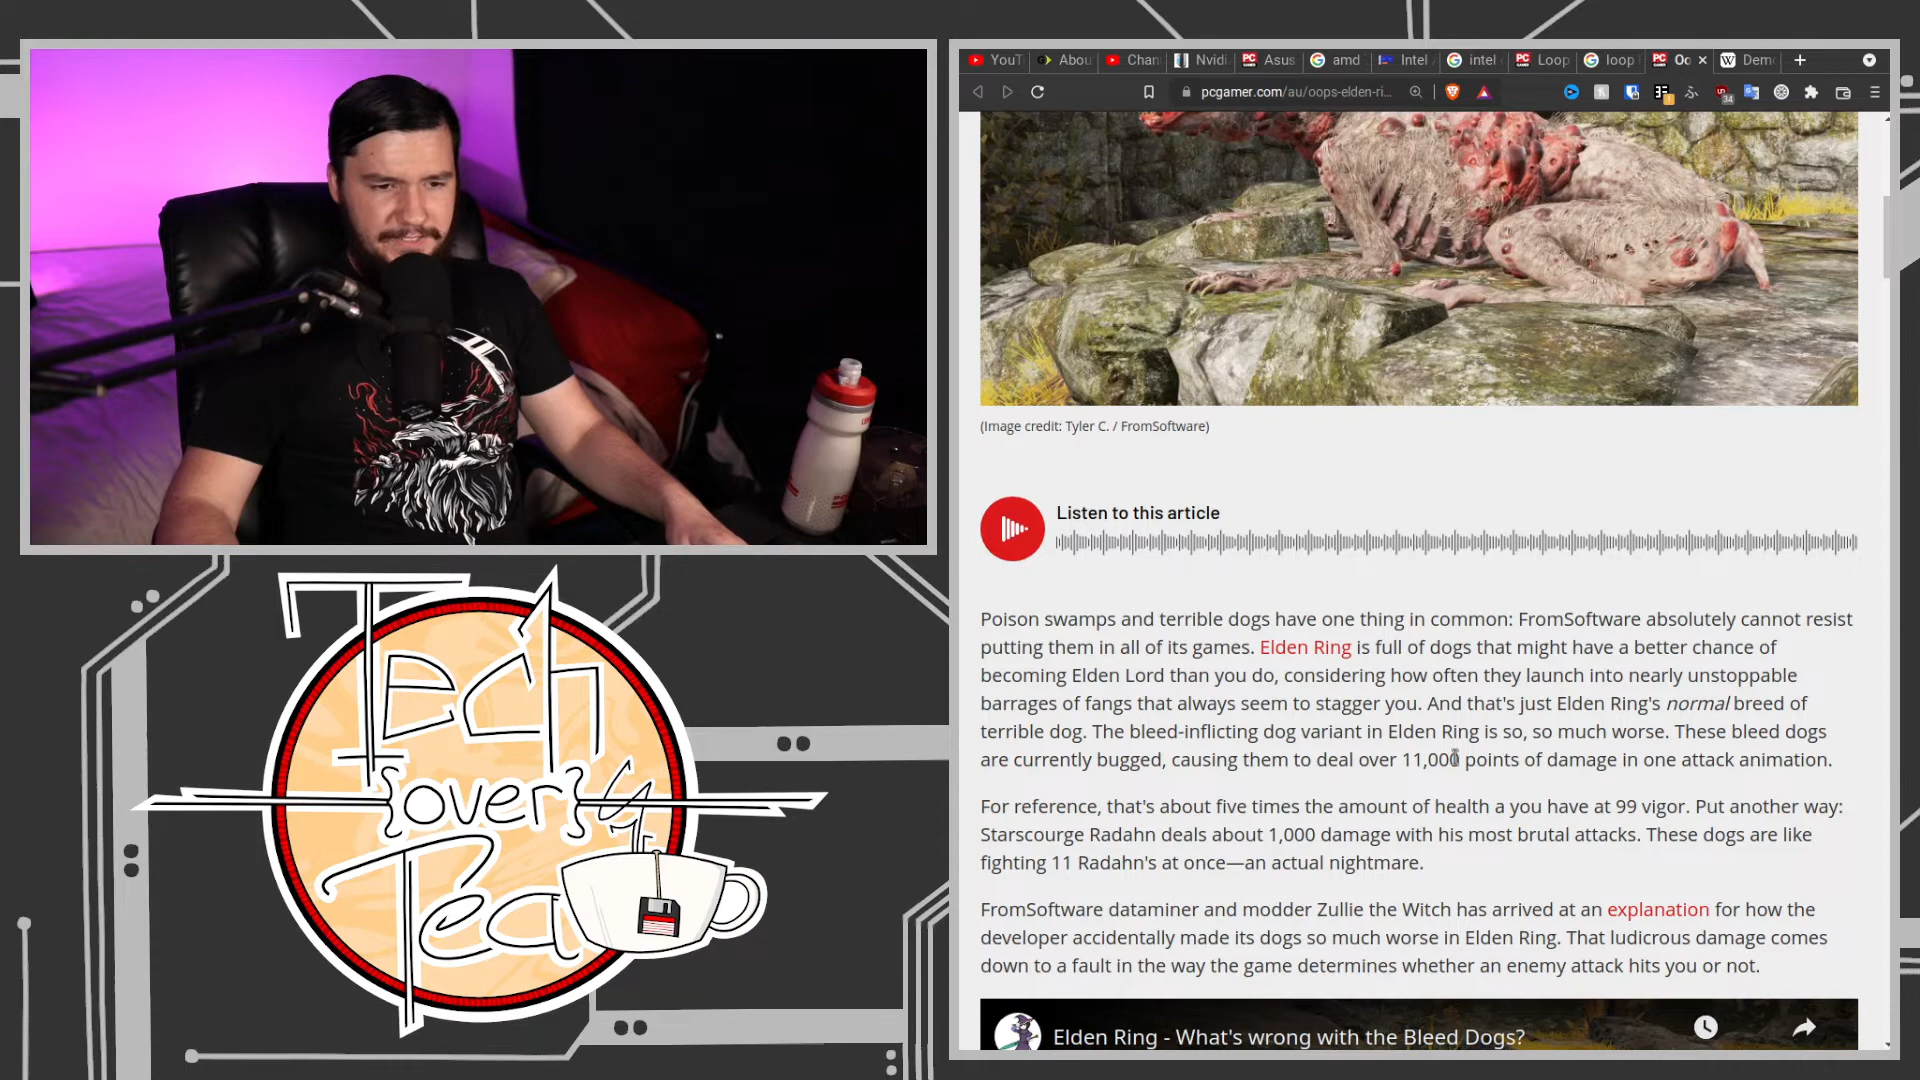 YouT
Abou
Chan
Nvidi
Asus
amd
Intel
intel
Loop
loop
Oo
Dem
pcgamer.com/au/oops-elden-ri...
(Image credit: Tyler C. / FromSoftware)
Listen to this article
Poison swamps and terrible dogs have one thing in common: FromSoftware absolutely cannot resist
putting them in all of its games. Elden Ring is full of dogs that might have a better chance of
becoming Elden Lord than you do, considering how often they launch into nearly unstoppable
barrages of fangs that always seem to stagger you. And that's just Elden Ring's normal breed of
terrible dog. The bleed-inflicting dog variant in Elden Ring is so, so much worse. These bleed dogs
are currently bugged, causing them to deal over 11,000 points of damage in one attack animation.
For reference, that's about five times the amount of health a you have at 99 vigor. Put another way:
Starscourge Radahn deals about 1,000 damage with his most brutal attacks. These dogs are like
fighting 11 Radahn's at once—an actual nightmare.
FromSoftware dataminer and modder Zullie the Witch has arrived at an explanation for how the
developer accidentally made its dogs so much worse in Elden Ring. That ludicrous damage comes
down to a fault in the way the game determines whether an enemy attack hits you or not.
Elden Ring - What's wrong with the Bleed Dogs?
Tech
{over}
Tea